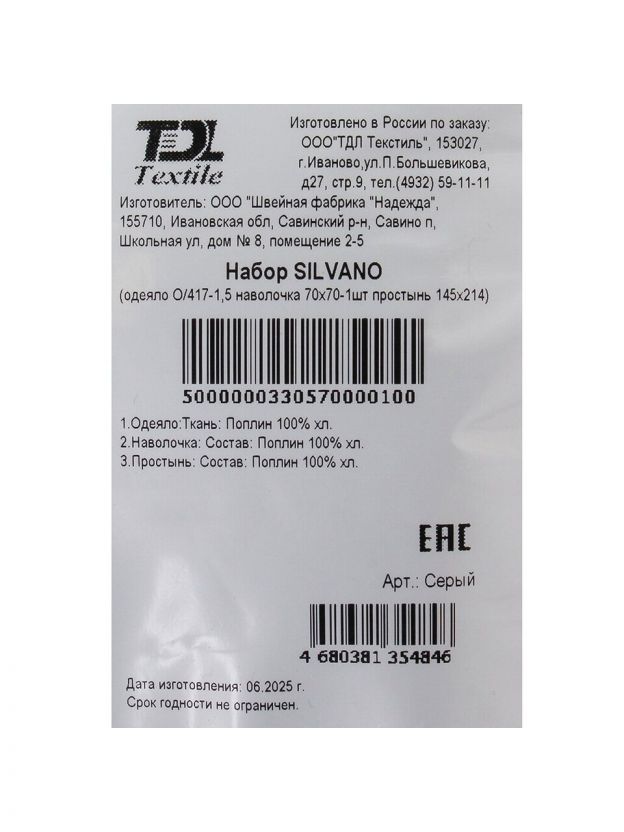 TDL
Textile
Изготовлено в России по заказу:
ООО"ТДЛ Текстиль", 153027,
г.Иваново,ул.П.Большевикова,
д27, стр.9, тел.(4932) 59-11-11
Изготовитель: ООО "Швейная фабрика "Надежда",
155710, Ивановская обл, Савинский р-н, Савино п,
Школьная ул, дом № 8, помещение 2-5
Набор SILVANO
(одеяло О/417-1,5 наволочка 70х70-1шт простынь 145х214)
5000000330570000100
1.Одеяло:Ткань: Поплин 100% хл.
2.Наволочка: Состав: Поплин 100% хл.
3.Простынь: Состав: Поплин 100% хл.
ЕАС
Арт.: Серый
4 680381 354846
Дата изготовления: 06.2025 г.
Срок годности не ограничен.